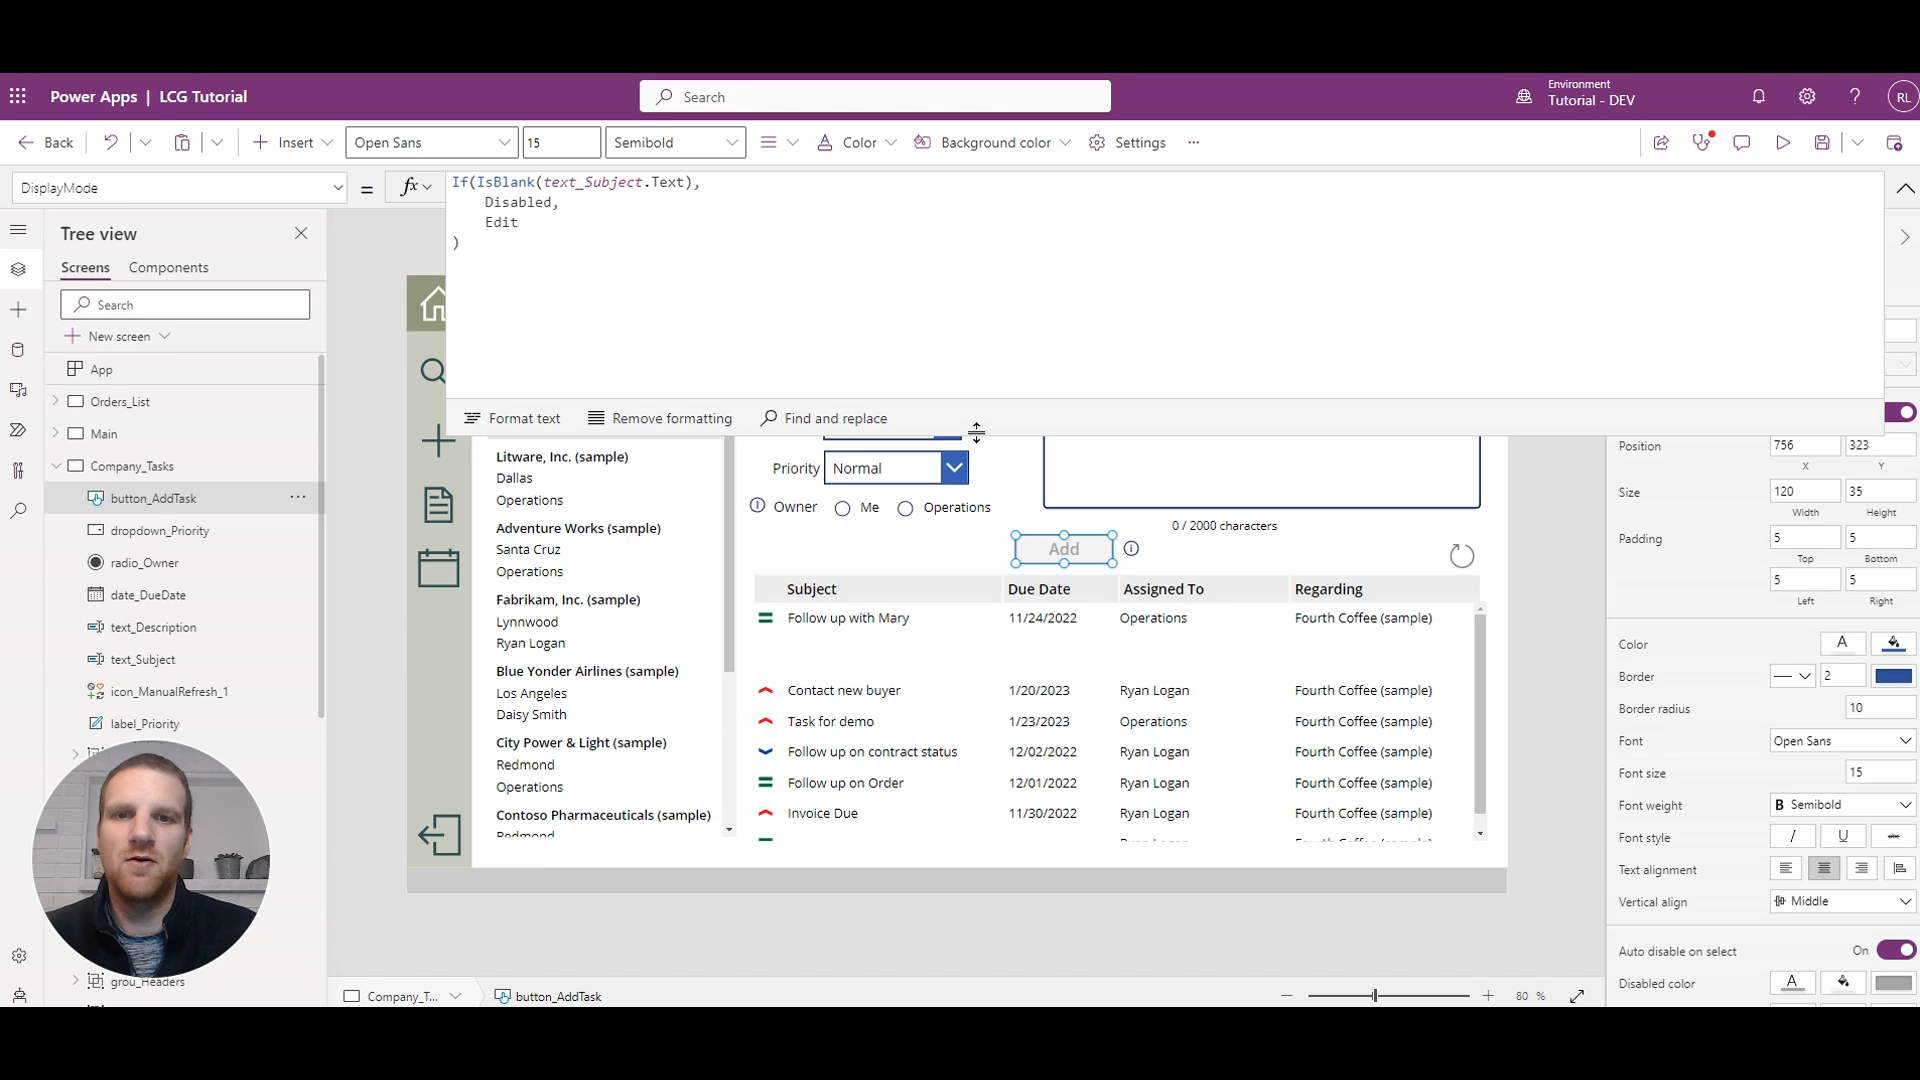 Power Apps | LCG Tutorial
Search
Environment
Tutorial - DEV
RL
Back
Insert
Open Sans
15
Semibold
Color
Background color
Settings
DisplayMode
=
fx
If(IsBlank(text_Subject.Text),
Disabled,
Edit
)
Format text
Remove formatting
Find and replace
Tree view
Screens
Components
Search
New screen
App
Orders_List
Main
Company_Tasks
button_AddTask
dropdown_Priority
radio_Owner
date_DueDate
text_Description
text_Subject
icon_ManualRefresh_1
label_Priority
grou_Headers
Litware, Inc. (sample)
Dallas
Operations
Adventure Works (sample)
Santa Cruz
Operations
Fabrikam, Inc. (sample)
Lynnwood
Ryan Logan
Blue Yonder Airlines (sample)
Los Angeles
Daisy Smith
City Power & Light (sample)
Redmond
Operations
Contoso Pharmaceuticals (sample)
Redmond
Priority
Normal
Owner
Me
Operations
0 / 2000 characters
Add
Subject
Due Date
Assigned To
Regarding
Follow up with Mary
11/24/2022
Operations
Fourth Coffee (sample)
Contact new buyer
1/20/2023
Ryan Logan
Fourth Coffee (sample)
Task for demo
1/23/2023
Operations
Fourth Coffee (sample)
Follow up on contract status
12/02/2022
Ryan Logan
Fourth Coffee (sample)
Follow up on Order
12/01/2022
Ryan Logan
Fourth Coffee (sample)
Invoice Due
11/30/2022
Ryan Logan
Fourth Coffee (sample)
Position
756
323
X
Y
Size
120
35
Width
Height
Padding
5
5
Top
Bottom
5
5
Left
Right
Color
A
Border
2
Border radius
10
Font
Open Sans
Font size
15
Font weight
B Semibold
Font style
/
U
Text alignment
Vertical align
Middle
Auto disable on select
On
Disabled color
A
Company_T...
button_AddTask
80 %